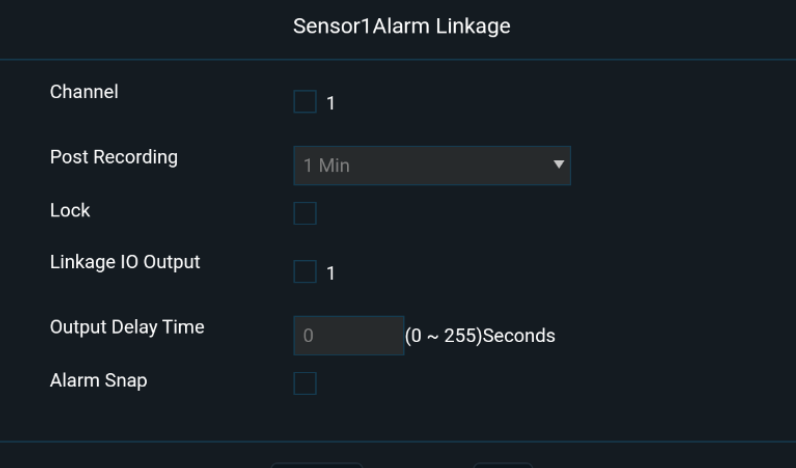 Sensor1Alarm Linkage
Channel 1
Post Recording 1 Min
Lock
Linkage IO Output 1
Output Delay Time 0 (0 ~ 255)Seconds
Alarm Snap